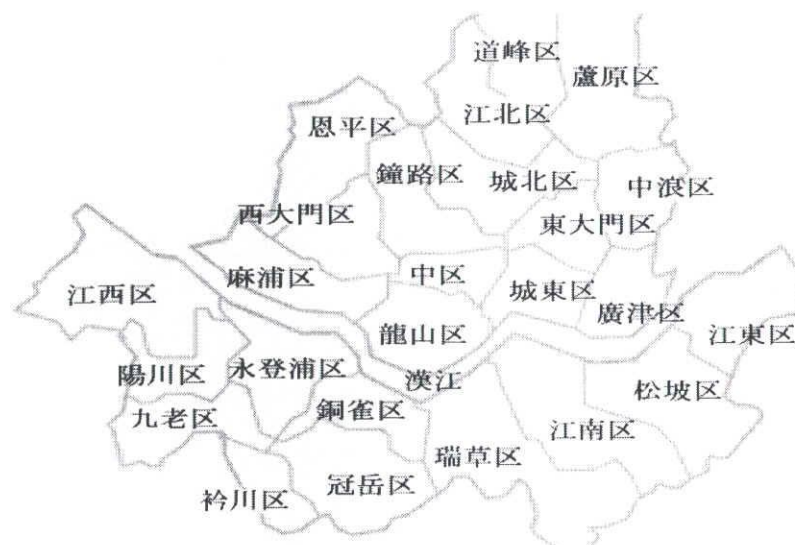 道峰区
蘆原区
江北区
恩平区
鐘路区
城北区
中浪区
西大門区
東大門区
麻浦区
中区
江西区
城東区
廣津区
龍山区
江東区
陽川区
永登浦区
漢江
松坡区
九老区
銅雀区
江南区
瑞草区
衿川区
冠岳区